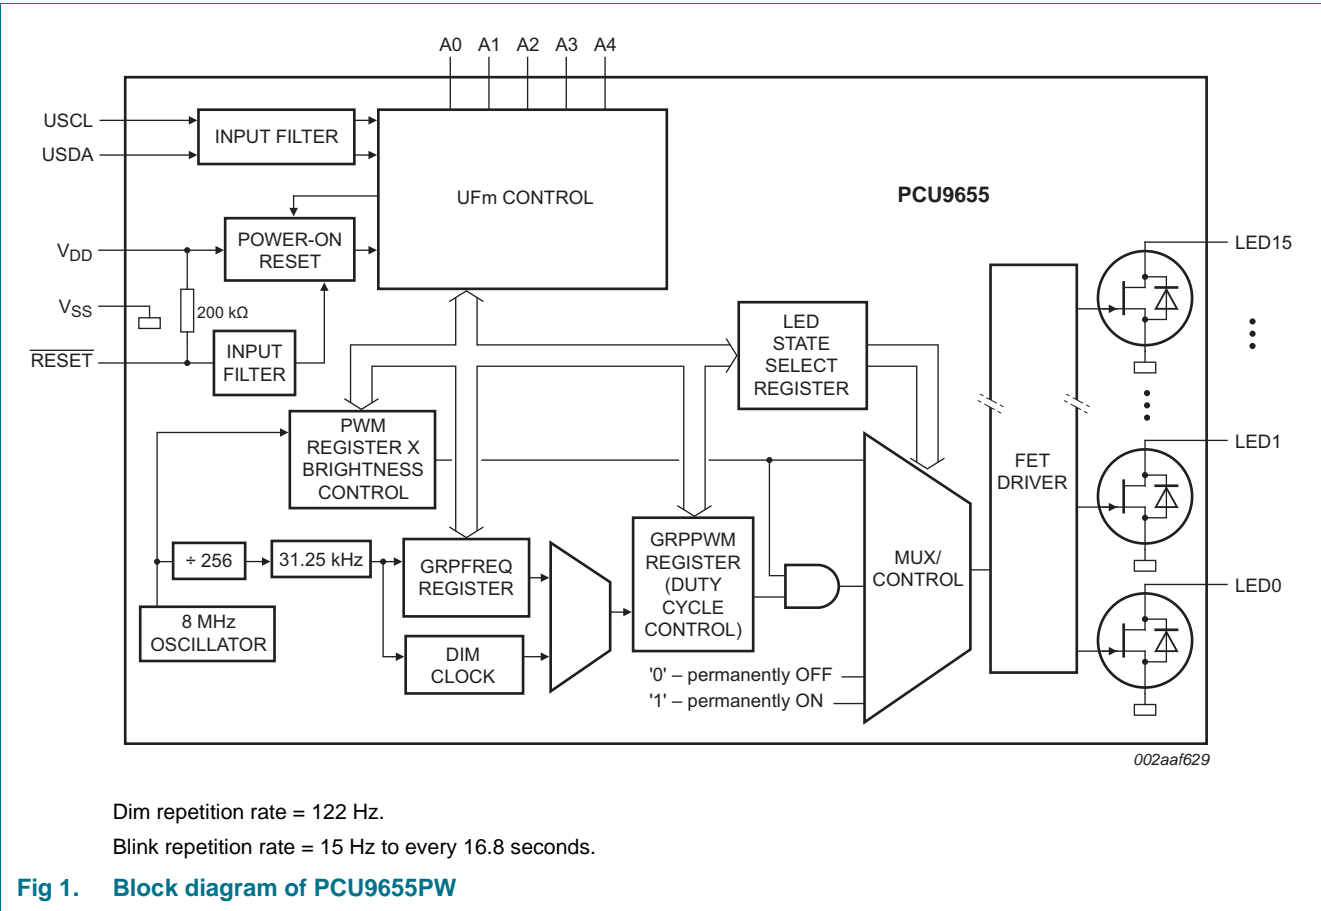 A0 A1 A2 A3 A4
USCL
USDA
INPUT FILTER
UFm CONTROL
PCU9655
VDD
POWER-ON
RESET
VSS
200 kΩ
RESET
INPUT
FILTER
LED
STATE
SELECT
REGISTER
LED15
PWM
REGISTER X
BRIGHTNESS
CONTROL
FET
DRIVER
LED1
÷ 256
31.25 kHz
GRPFREQ
REGISTER
GRPPWM
REGISTER
(DUTY
CYCLE
CONTROL)
MUX/
CONTROL
LED0
8 MHz
OSCILLATOR
DIM
CLOCK
'0' – permanently OFF
'1' – permanently ON
002aaf629
Dim repetition rate = 122 Hz.
Blink repetition rate = 15 Hz to every 16.8 seconds.
Fig 1. Block diagram of PCU9655PW